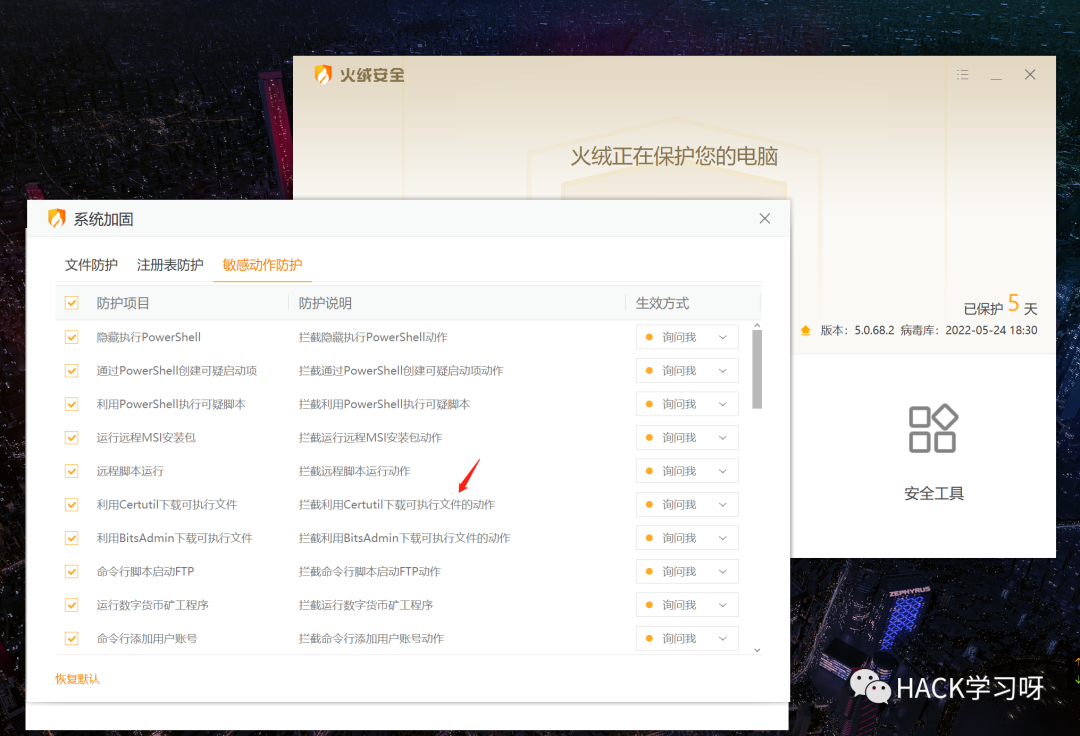 火绒安全
火绒正在保护您的电脑
已保护 5 天
版本：5.0.68.2 病毒库：2022-05-24 18:30
安全工具
系统加固
文件防护 注册表防护 敏感动作防护
防护项目 防护说明 生效方式
隐藏执行PowerShell 拦截隐藏执行PowerShell动作 询问我
通过PowerShell创建可疑启动项 拦截通过PowerShell创建可疑启动项动作 询问我
利用PowerShell执行可疑脚本 拦截利用PowerShell执行可疑脚本 询问我
运行远程MSI安装包 拦截运行远程MSI安装包动作 询问我
远程脚本运行 拦截远程脚本运行动作 询问我
利用Certutil下载可执行文件 拦截利用Certutil下载可执行文件的动作 询问我
利用BitsAdmin下载可执行文件 拦截利用BitsAdmin下载可执行文件的动作 询问我
命令行脚本启动FTP 拦截命令行脚本启动FTP动作 询问我
运行数字货币矿工程序 拦截运行数字货币矿工程序 询问我
命令行添加用户账号 拦截命令行添加用户账号动作 询问我
恢复默认
ZEPHYRUS
HACK学习呀